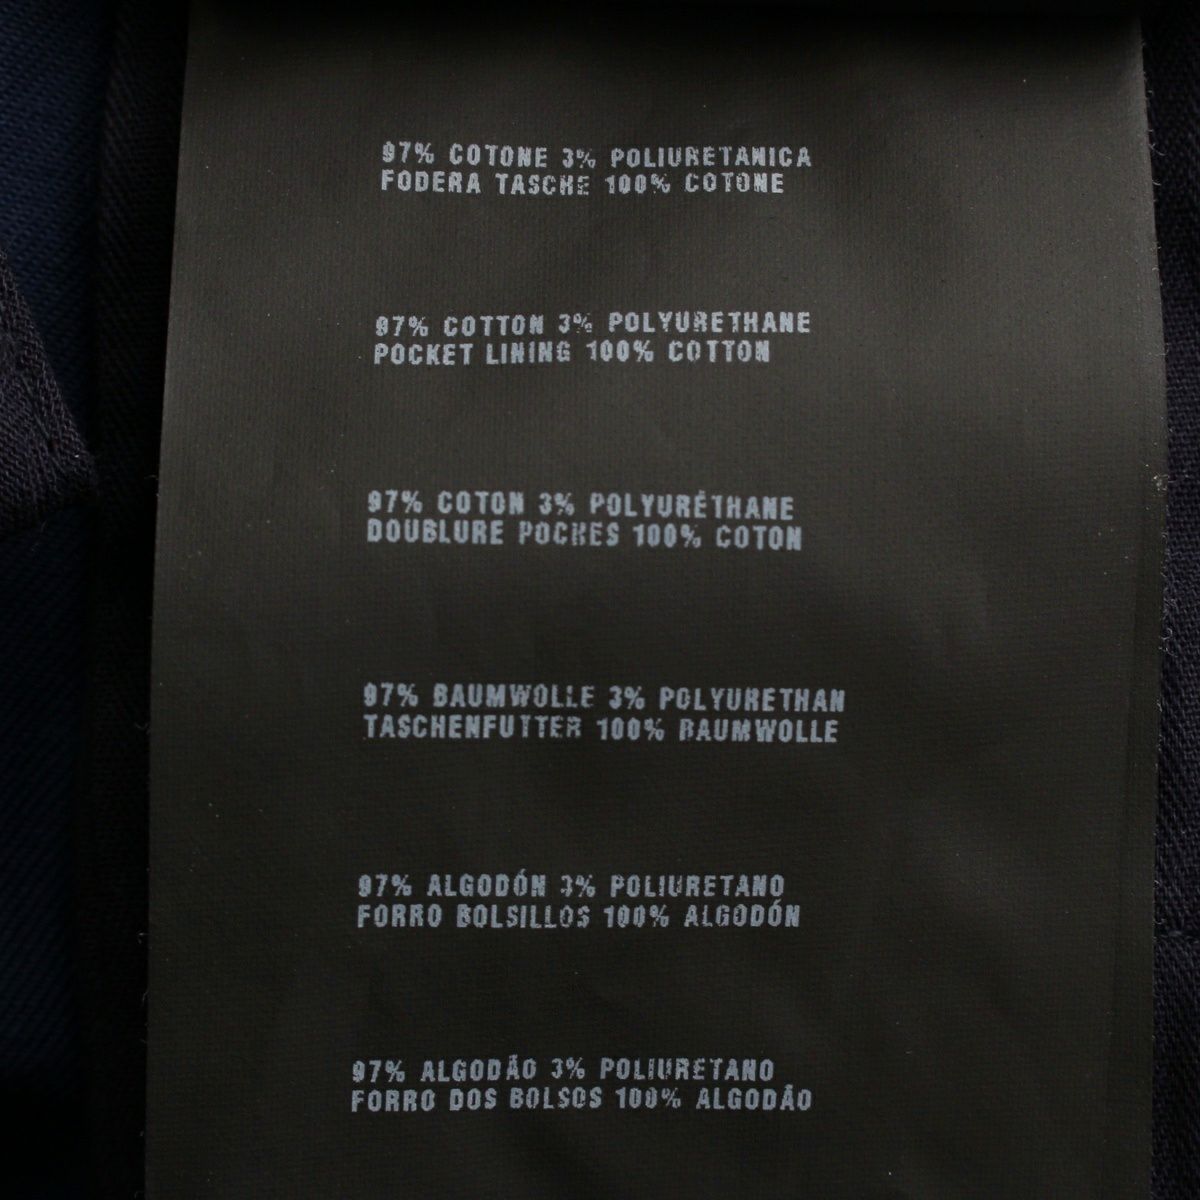 97% COTONE 3% POLIURETANICA
FODERA TASCHE 100% COTONE
97% COTTON 3% POLYURETHANE
POCKET LINING 100% COTTON
97% COTON 3% POLYURÉTHANE
DOUBLURE POCHES 100% COTON
97% BAUMWOLLE 3% POLYURETHAN
TASCHENFUTTER 100% BAUMWOLLE
97% ALGODÓN 3% POLIURETANO
FORRO BOLSILLOS 100% ALGODÓN
97% ALGODÃO 3% POLIURETANO
FORRO DOS BOLSOS 100% ALGODÃO